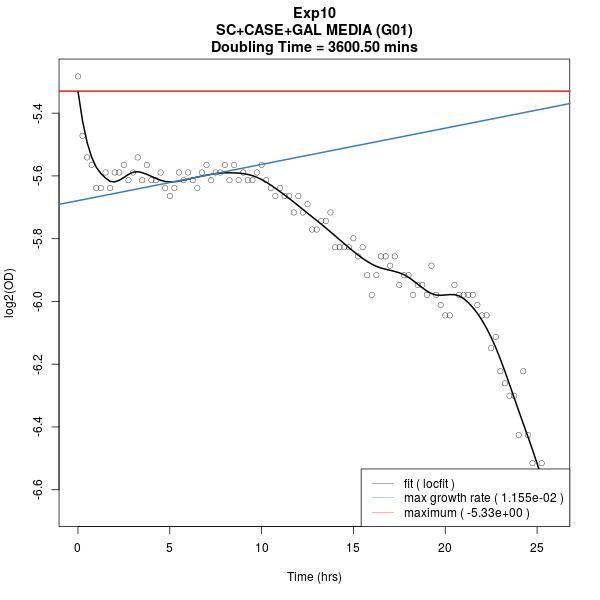 Exp10
SC+CASE+GAL MEDIA (G01)
Doubling Time = 3600.50 mins
log2(OD)
-5.4
-5.6
-5.8
-6.0
-6.2
-6.4
-6.6
fit ( locfit )
max growth rate ( 1.155e-02 )
maximum ( -5.33e+00 )
0 5 10 15 20 25
Time (hrs)